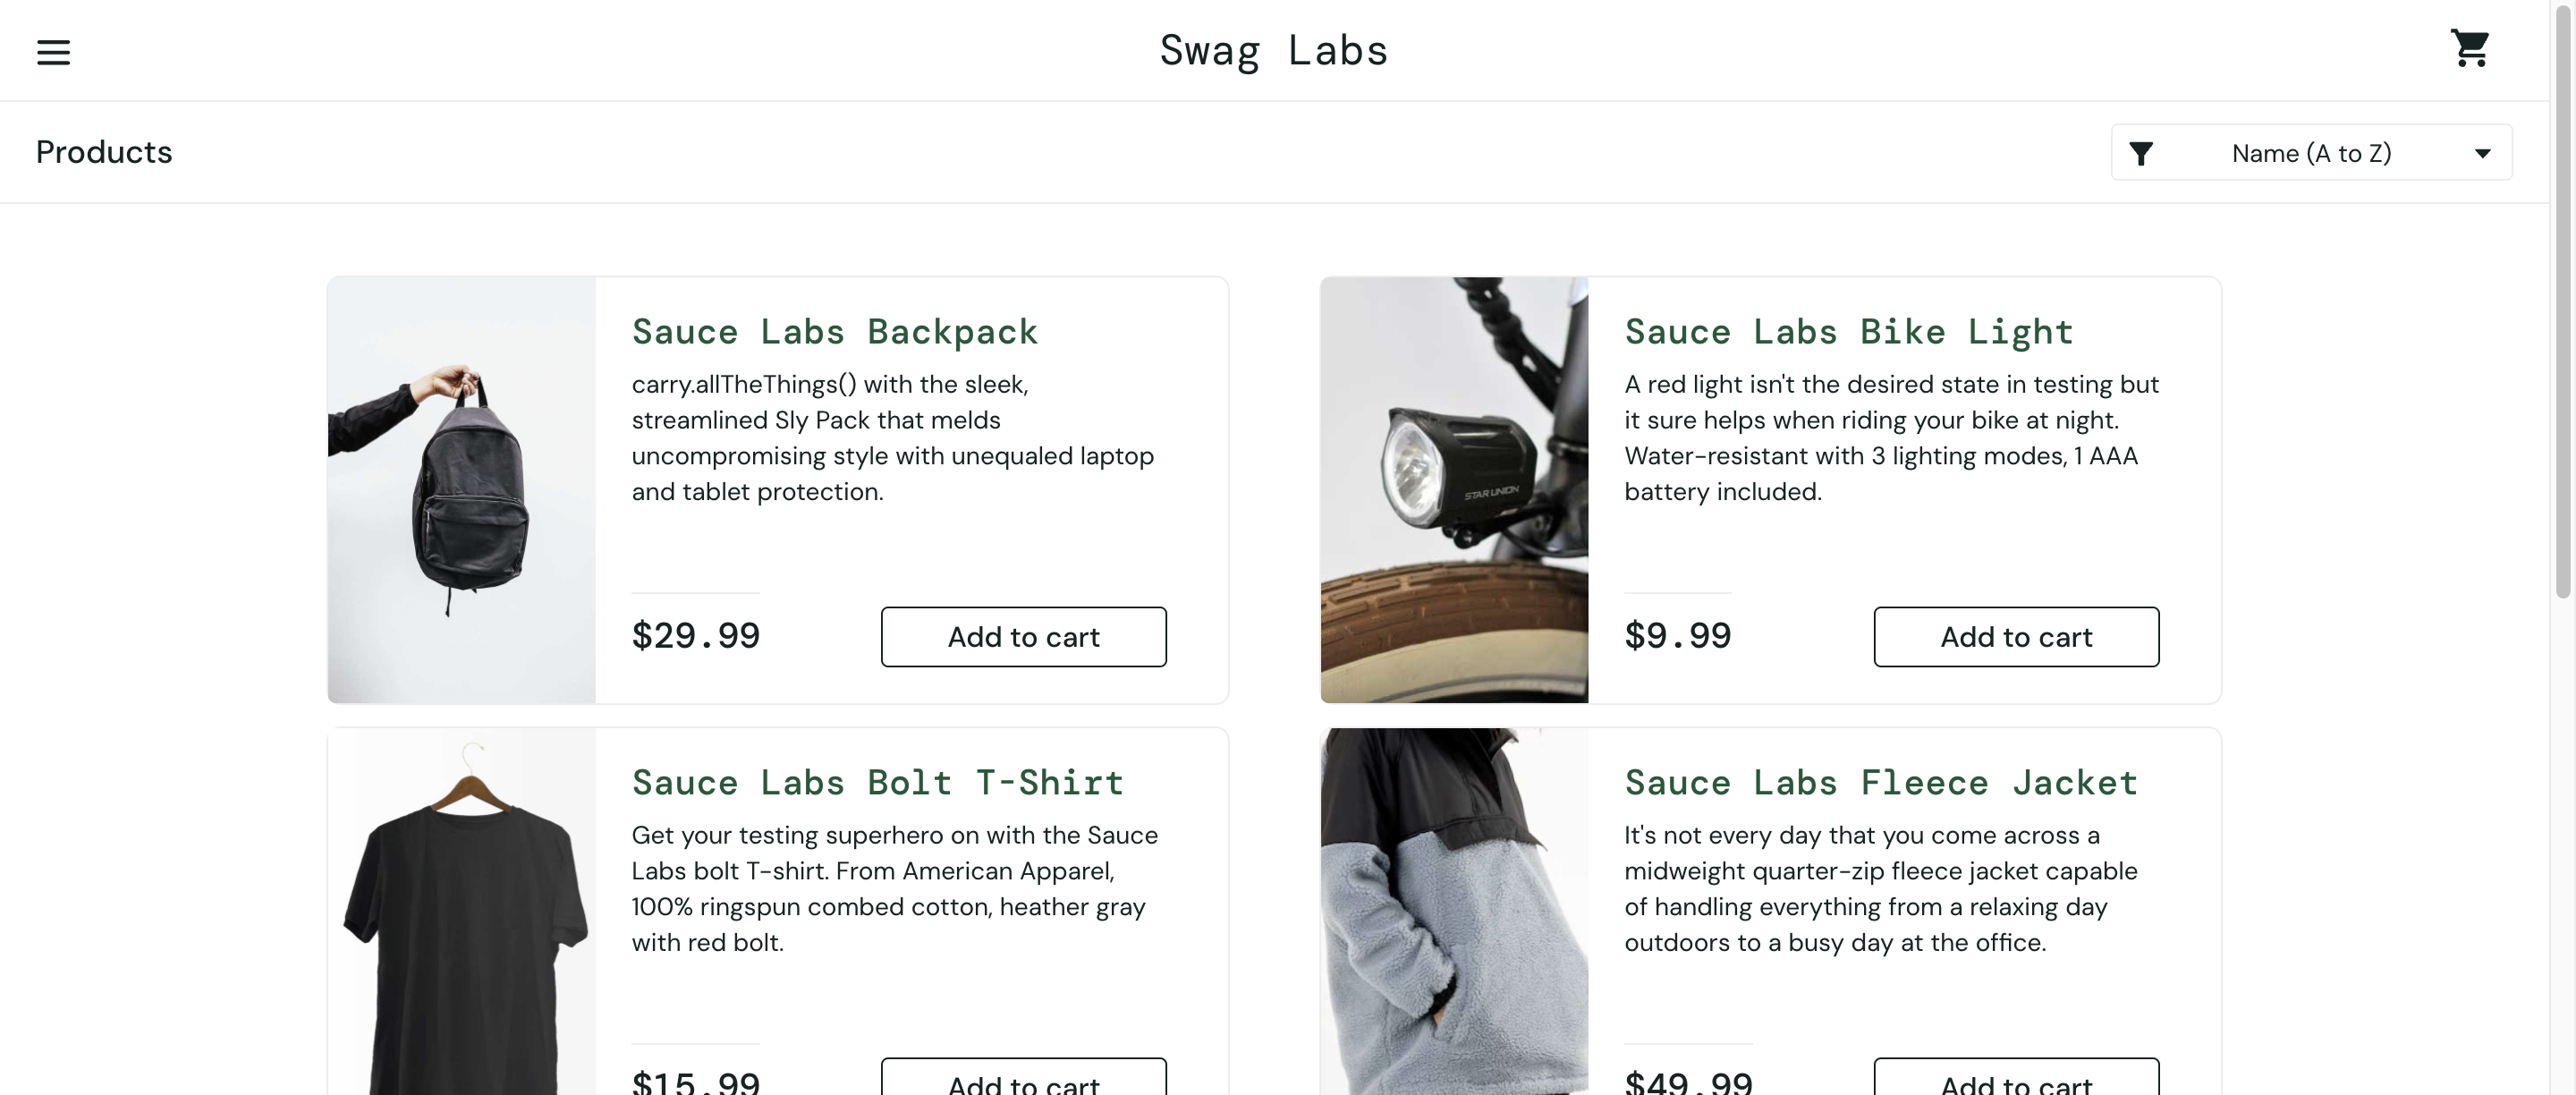 Swag Labs
Products
Name (A to Z)
Sauce Labs Backpack
carry.allTheThings() with the sleek,
streamlined Sly Pack that melds
uncompromising style with unequaled laptop
and tablet protection.
$29.99
Add to cart
Sauce Labs Bike Light
A red light isn't the desired state in testing but
it sure helps when riding your bike at night.
Water-resistant with 3 lighting modes, 1 AAA
battery included.
$9.99
Add to cart
STAR UNION
Sauce Labs Bolt T-Shirt
Get your testing superhero on with the Sauce
Labs bolt T-shirt. From American Apparel,
100% ringspun combed cotton, heather gray
with red bolt.
$15.99
Add to cart
Sauce Labs Fleece Jacket
It's not every day that you come across a
midweight quarter-zip fleece jacket capable
of handling everything from a relaxing day
outdoors to a busy day at the office.
$49.99
Add to cart